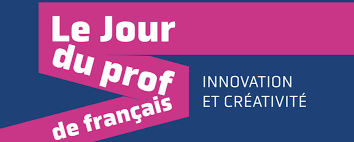 Le Jour
du prof
de français
INNOVATION
ET CRÉATIVITÉ